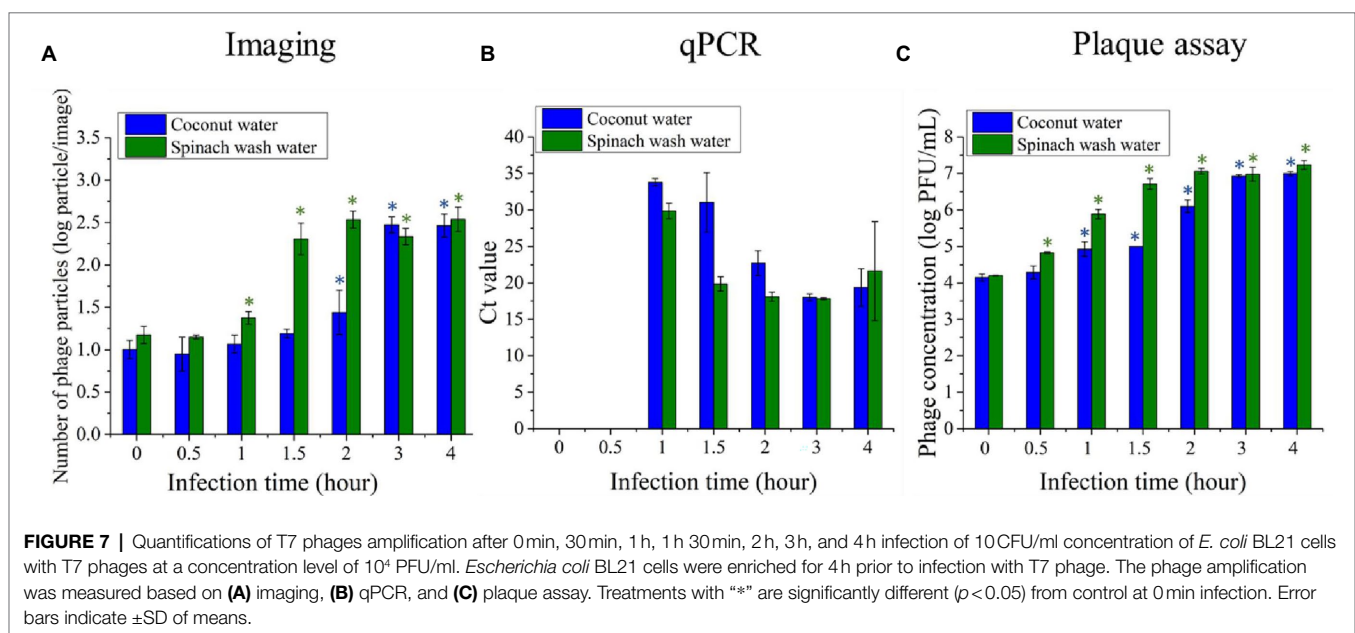 Imaging
A
Number of phage particles (log particle/image)
3.5
3.0
2.5
2.0
1.5
1.0
0.5
0.0
Coconut water
Spinach wash water
* * * * * * * *
0 0.5 1 1.5 2 3 4
Infection time (hour)
qPCR
B
Ct value
40
35
30
25
20
15
10
5
0
Coconut water
Spinach wash water
0 0.5 1 1.5 2 3 4
Infection time (hour)
Plaque assay
C
Phage concentration (log PFU/mL)
8
7
6
5
4
3
2
1
0
Coconut water
Spinach wash water
* * * * * * * * * * *
0 0.5 1 1.5 2 3 4
Infection time (hour)
FIGURE 7 | Quantifications of T7 phages amplification after 0 min, 30 min, 1 h, 1 h 30 min, 2 h, 3 h, and 4 h infection of 10 CFU/ml concentration of E. coli BL21 cells
with T7 phages at a concentration level of 10⁴ PFU/ml. Escherichia coli BL21 cells were enriched for 4 h prior to infection with T7 phage. The phage amplification
was measured based on (A) imaging, (B) qPCR, and (C) plaque assay. Treatments with “*” are significantly different (p < 0.05) from control at 0 min infection. Error
bars indicate ±SD of means.